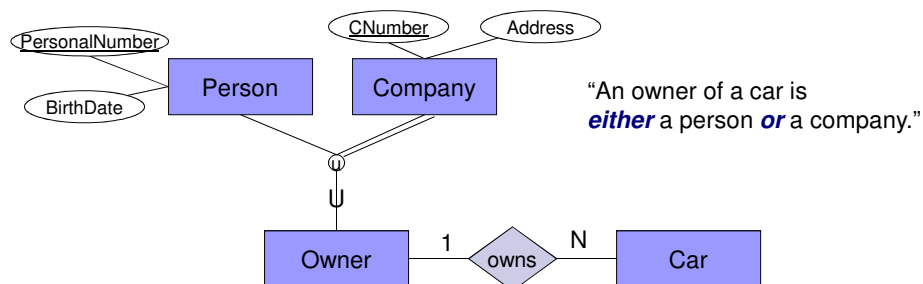 CNumber
Address
PersonalNumber
Person
Company
BirthDate
“An owner of a car is
either a person or a company.”
u
U
Owner
1
owns
N
Car